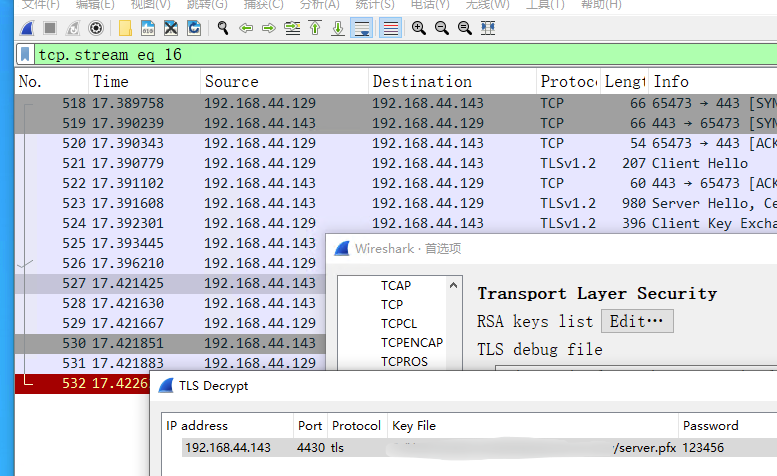 文件(F) 编辑(E) 视图(V) 跳转(G) 捕获(C) 分析(A) 统计(S) 电话(Y) 无线(W) 工具(T) 帮助(H)
tcp.stream eq 16
No. Time Source Destination Protoco Length Info
518 17.389758 192.168.44.129 192.168.44.143 TCP 66 65473 → 443 [SYN
519 17.390239 192.168.44.143 192.168.44.129 TCP 66 443 → 65473 [SYN
520 17.390343 192.168.44.129 192.168.44.143 TCP 54 65473 → 443 [ACK
521 17.390779 192.168.44.129 192.168.44.143 TLSv1.2 207 Client Hello
522 17.391102 192.168.44.143 192.168.44.129 TCP 60 443 → 65473 [ACK
523 17.391608 192.168.44.143 192.168.44.129 TLSv1.2 980 Server Hello, Ce
524 17.392301 192.168.44.129 192.168.44.143 TLSv1.2 396 Client Key Excha
525 17.393445 192.168.44.143
526 17.396210 192.168.44.129
527 17.421425 192.168.44.143
528 17.421630 192.168.44.143
529 17.421667 192.168.44.129
530 17.421851 192.168.44.143
531 17.421883 192.168.44.129
532 17.4226
Wireshark · 首选项
TCAP
TCP
TCPCL
TCPENCAP
TCPROS
Transport Layer Security
RSA keys list Edit…
TLS debug file
TLS Decrypt
IP address Port Protocol Key File Password
192.168.44.143 4430 tls /server.pfx 123456